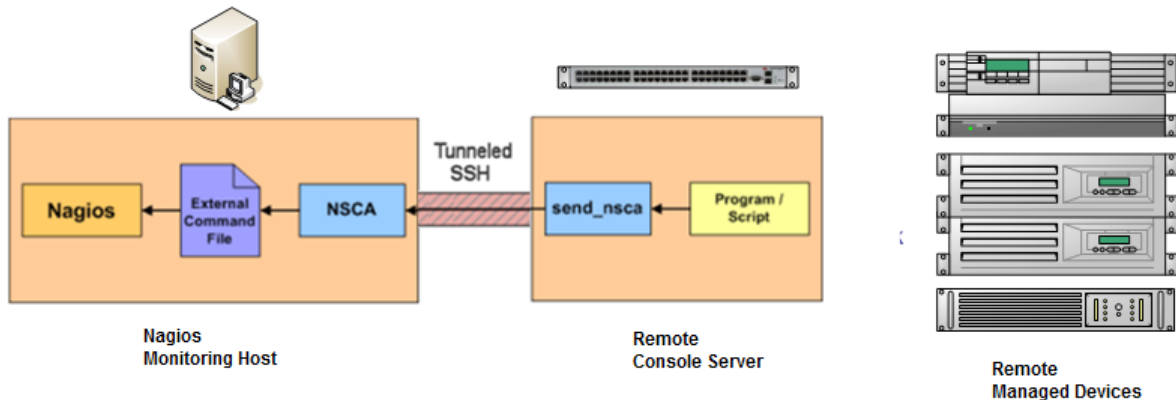 Tunneled
SSH
Nagios
External
Command
File
NSCA
send_nsca
Program /
Script
Nagios
Monitoring Host
Remote
Console Server
Remote
Managed Devices